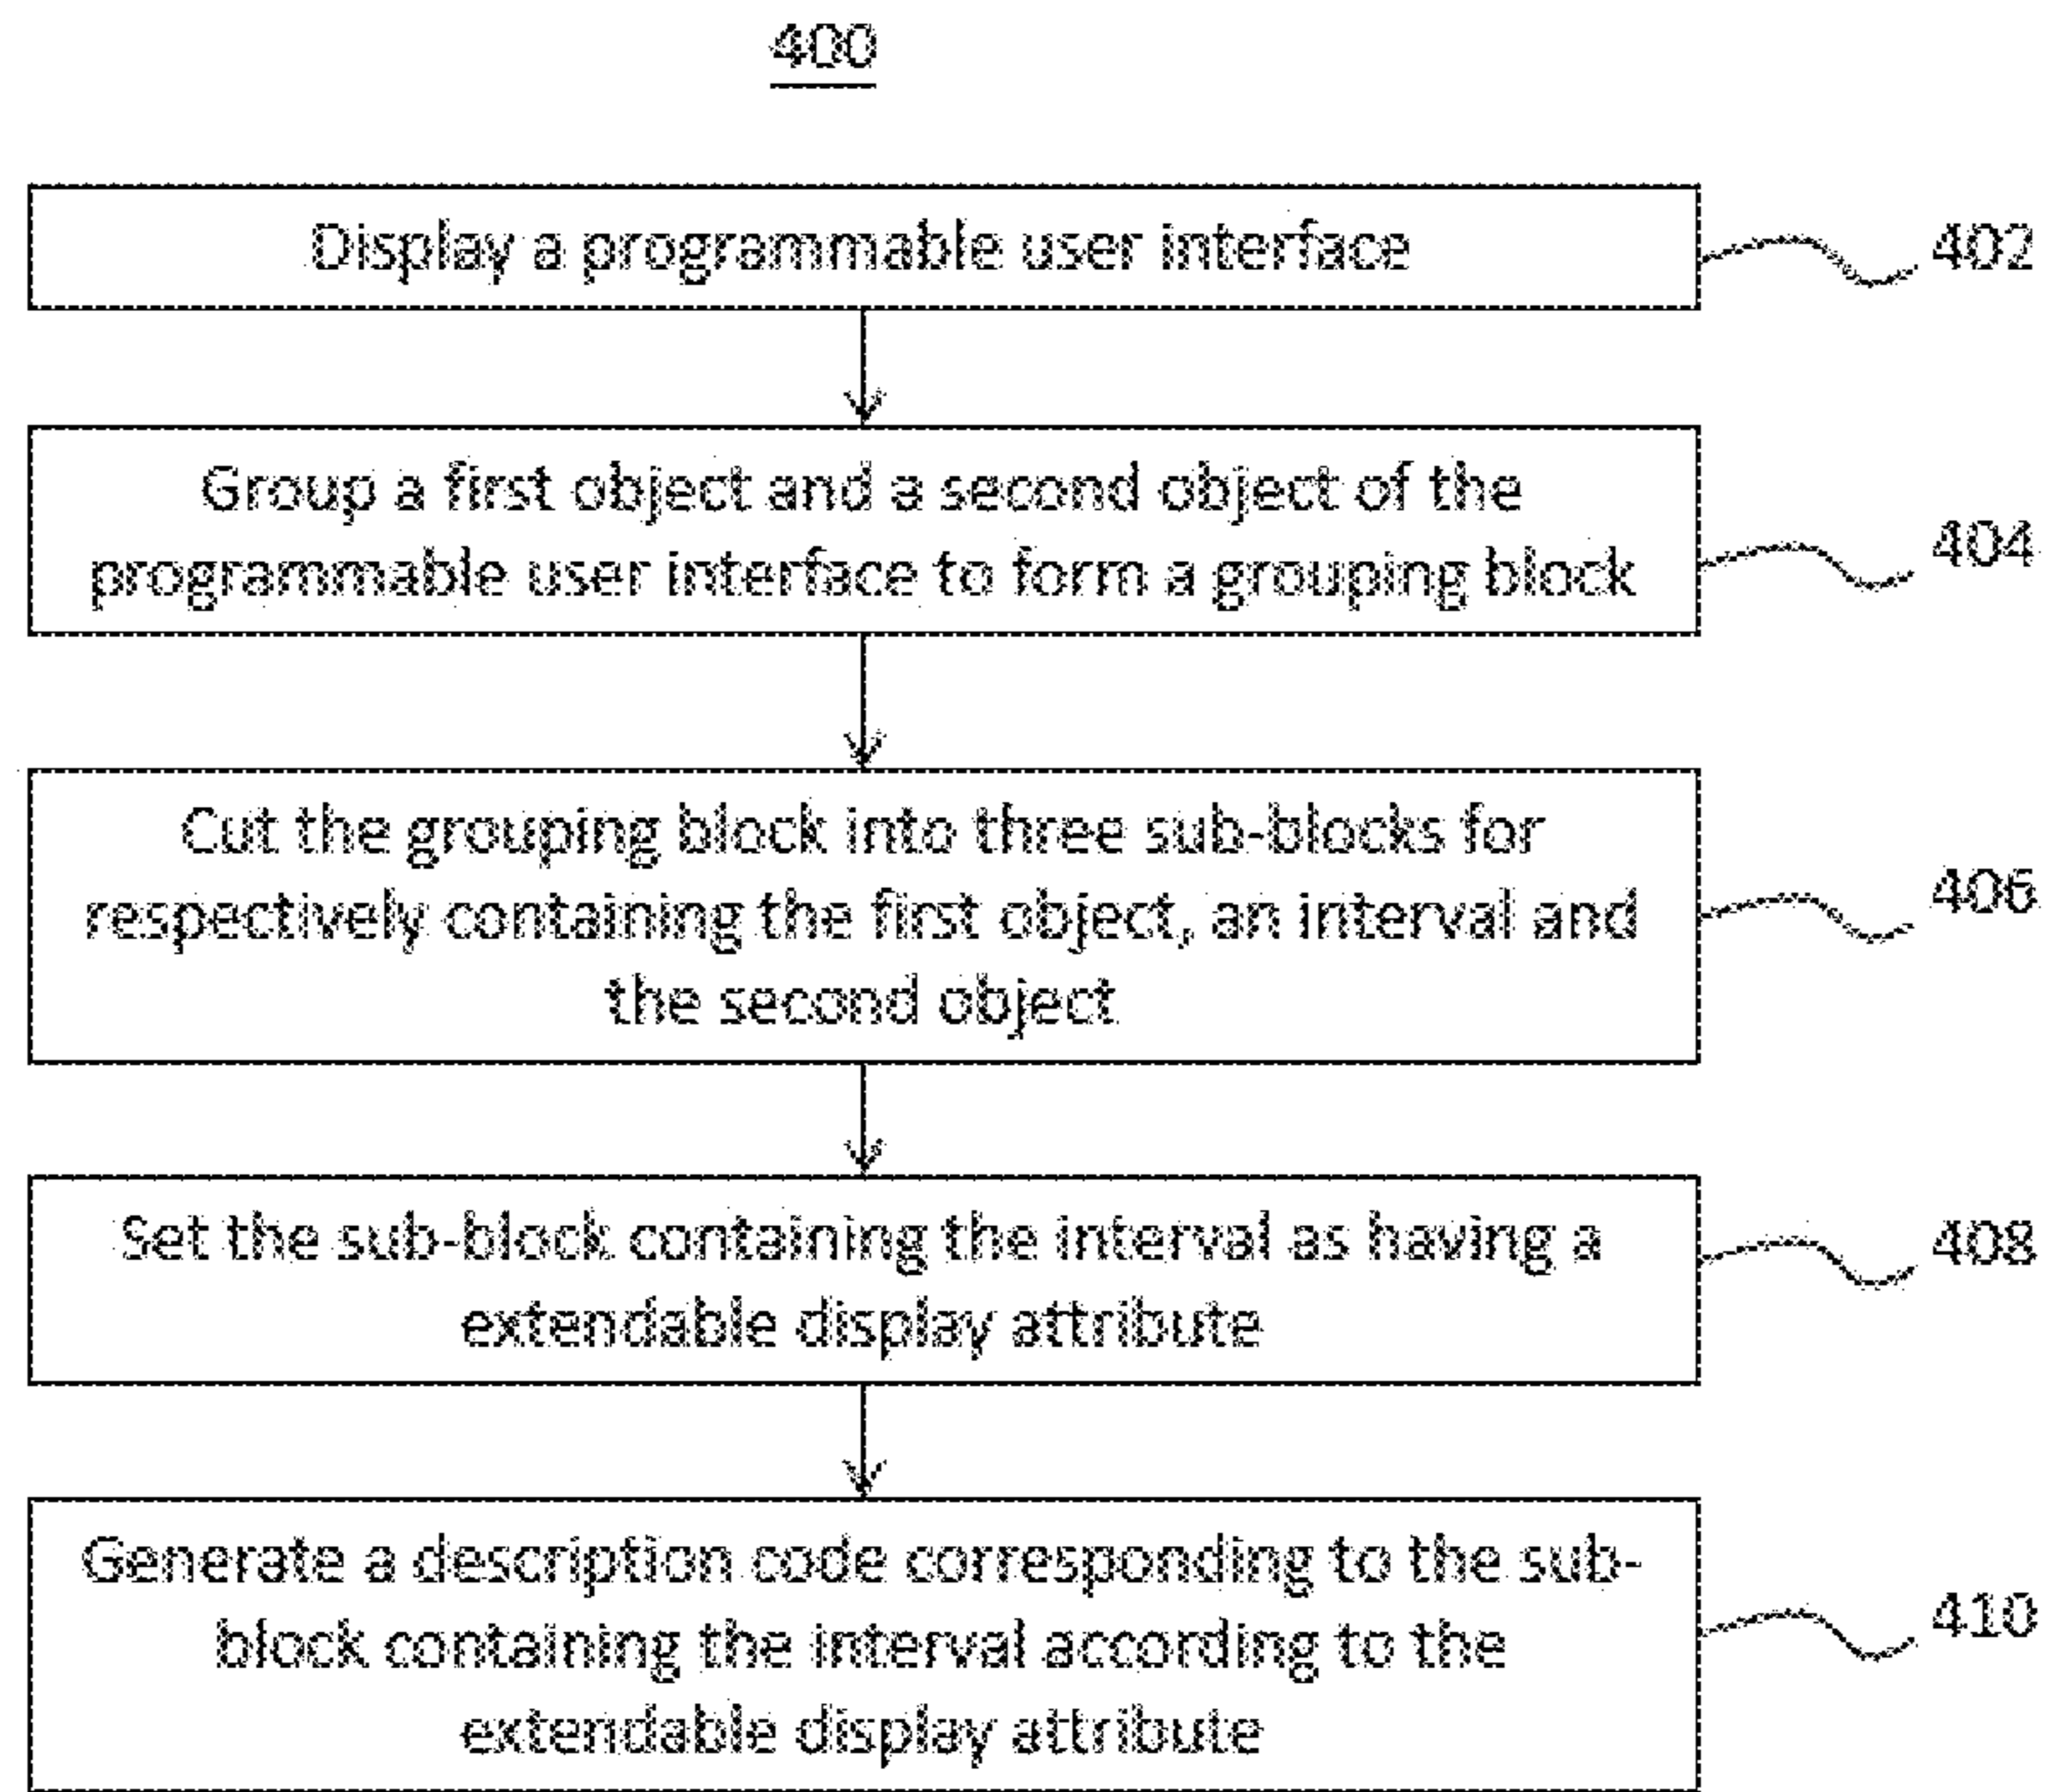 400
Display a programmable user interface
402
Group a first object and a second object of the
programmable user interface to form a grouping block
404
Cut the grouping block into three sub-blocks for
respectively containing the first object, an interval and
the second object
406
Set the sub-block containing the interval as having a
extendable display attribute
408
Generate a description code corresponding to the sub-
block containing the interval according to the
extendable display attribute
410